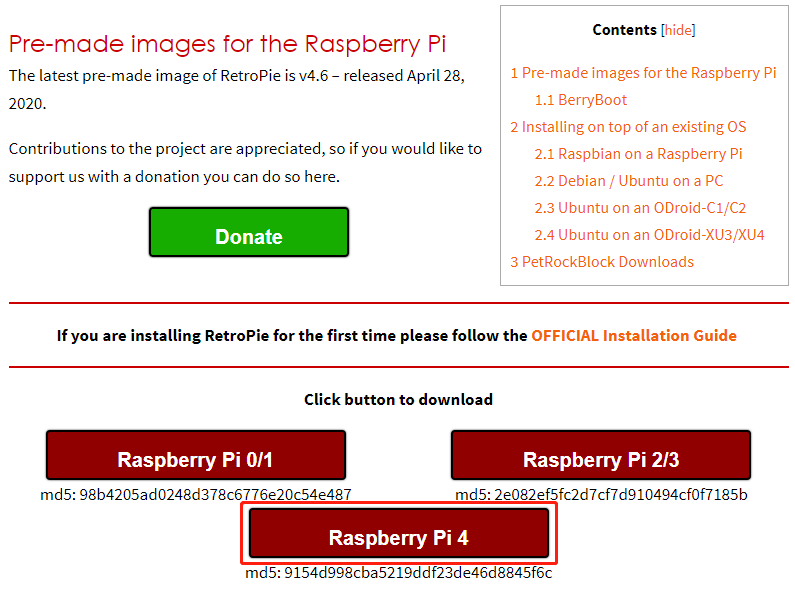 Pre-made images for the Raspberry Pi
The latest pre-made image of RetroPie is v4.6 – released April 28,
2020.
Contributions to the project are appreciated, so if you would like to
support us with a donation you can do so here.
Donate
Contents [hide]
1 Pre-made images for the Raspberry Pi
1.1 BerryBoot
2 Installing on top of an existing OS
2.1 Raspbian on a Raspberry Pi
2.2 Debian / Ubuntu on a PC
2.3 Ubuntu on an ODroid-C1/C2
2.4 Ubuntu on an ODroid-XU3/XU4
3 PetRockBlock Downloads
If you are installing RetroPie for the first time please follow the OFFICIAL Installation Guide
Click button to download
Raspberry Pi 0/1
md5: 98b4205ad0248d378c6776e20c54e487
Raspberry Pi 2/3
md5: 2e082ef5fc2d7cf7d910494cf0f7185b
Raspberry Pi 4
md5: 9154d998cba5219ddf23de46d8845f6c